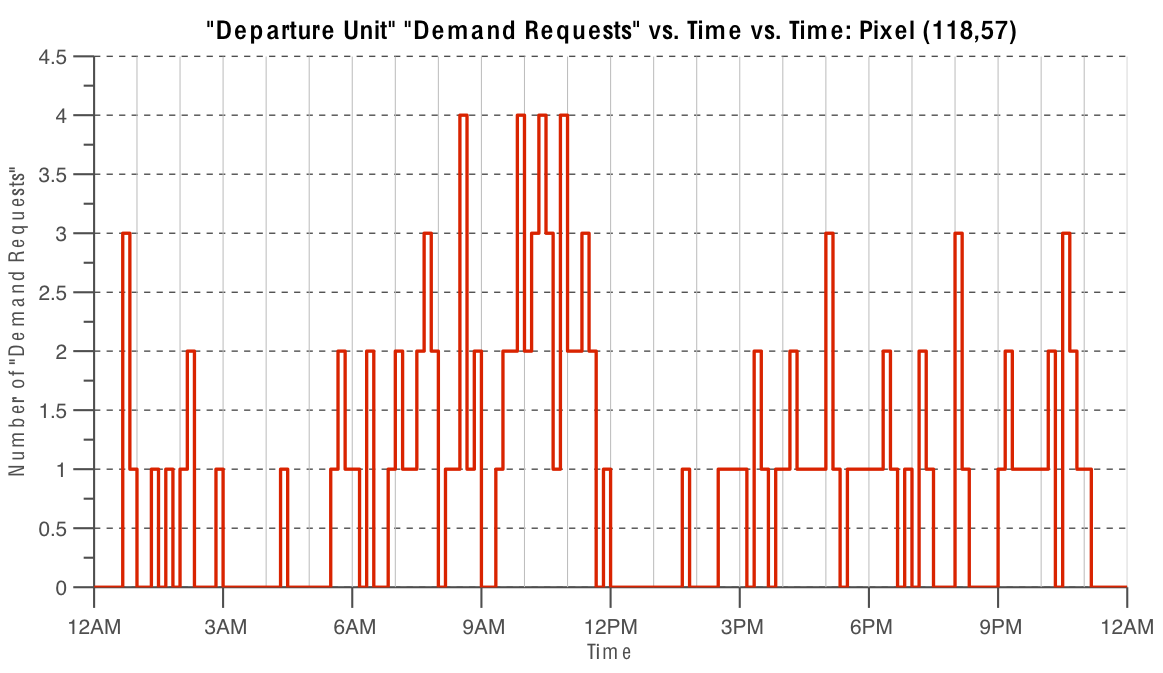 "Departure Unit" "Demand Requests" vs. Time vs. Time: Pixel (118,57)
Number of "Demand Requests"
4.5
4
3.5
3
2.5
2
1.5
1
0.5
0
12AM 3AM 6AM 9AM 12PM 3PM 6PM 9PM 12AM
Time